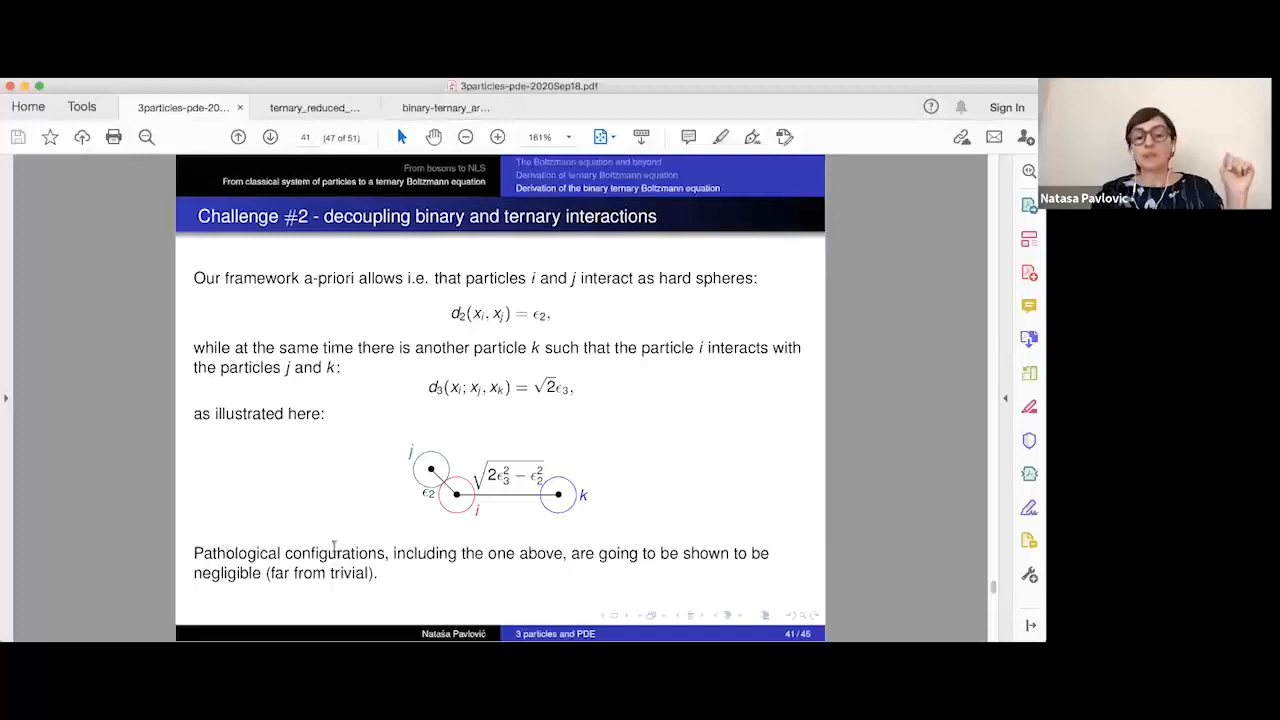 3particles-pde-2020Sep18.pdf
Home Tools 3particles-pde-20... × ternary_reduced_... binary-ternary_ar... Sign In
41 (47 of 51) 161%
From bosons to NLS
From classical system of particles to a ternary Boltzmann equation
The Boltzmann equation and beyond
Derivation of ternary Boltzmann equation
Derivation of the binary ternary Boltzmann equation
Challenge #2 - decoupling binary and ternary interactions
Our framework a-priori allows i.e. that particles i and j interact as hard spheres:
d₂(xᵢ, xⱼ) = ϵ₂,
while at the same time there is another particle k such that the particle i interacts with
the particles j and k:
d₃(xᵢ; xⱼ, xₖ) = √2ϵ₃,
as illustrated here:
j
√(2ϵ₃² − ϵ₂²)
ϵ₂
i
k
Pathological configurations, including the one above, are going to be shown to be
negligible (far from trivial).
Nataša Pavlović 3 particles and PDE 41 / 45
Natasa Pavlovic